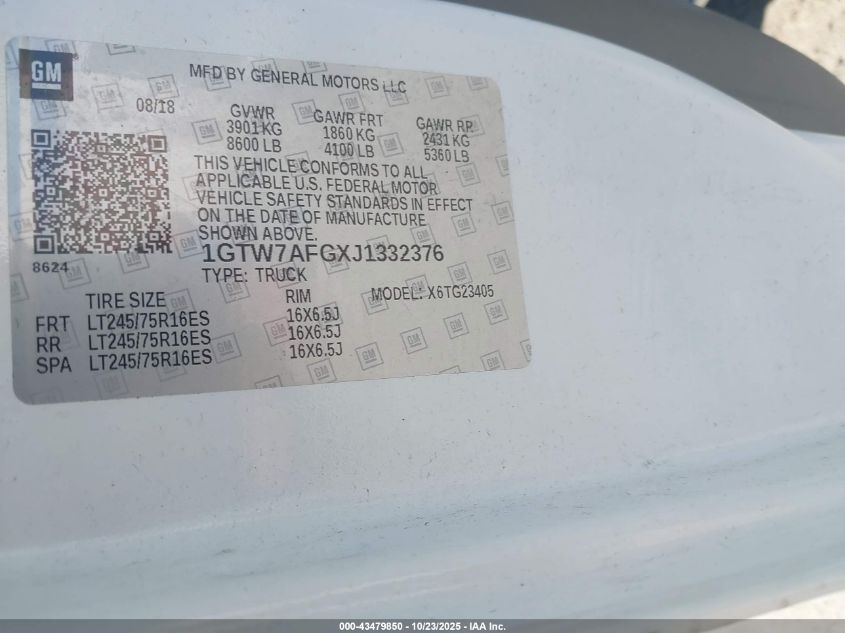 GM
MFD BY GENERAL MOTORS LLC
08/18
GVWR
3901 KG
8600 LB
GAWR FRT
1860 KG
4100 LB
GAWR RR
2431 KG
5360 LB
THIS VEHICLE CONFORMS TO ALL
APPLICABLE U.S. FEDERAL MOTOR
VEHICLE SAFETY STANDARDS IN EFFECT
ON THE DATE OF MANUFACTURE
SHOWN ABOVE.
8624
1GTW7AFGXJ1332376
TYPE: TRUCK
MODEL: X6TG23405
TIRE SIZE RIM
FRT LT245/75R16ES 16X6.5J
RR LT245/75R16ES 16X6.5J
SPA LT245/75R16ES 16X6.5J
000-43479850 - 10/23/2025 - IAA Inc.